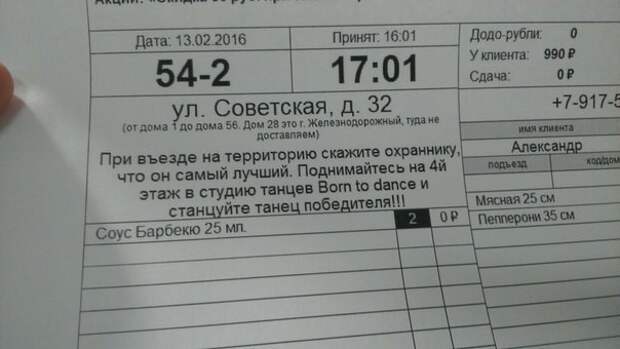 Дата: 13.02.2016
Принят: 16:01
54-2
17:01
Додо-рубли: 0
У клиента: 990 ₽
Сдача: 0 ₽
+7-917-5
ул. Советская, д. 32
(от дома 1 до дома 56. Дом 28 это г. Железнодорожный, туда не
доставляем)
При въезде на территорию скажите охраннику,
что он самый лучший. Поднимайтесь на 4й
этаж в студию танцев Born to dance и
станцуйте танец победителя!!!
имя клиента
Александр
подъезд
код/дом
Мясная 25 см
Пепперони 35 см
Соус Барбекю 25 мл. 2 0 ₽